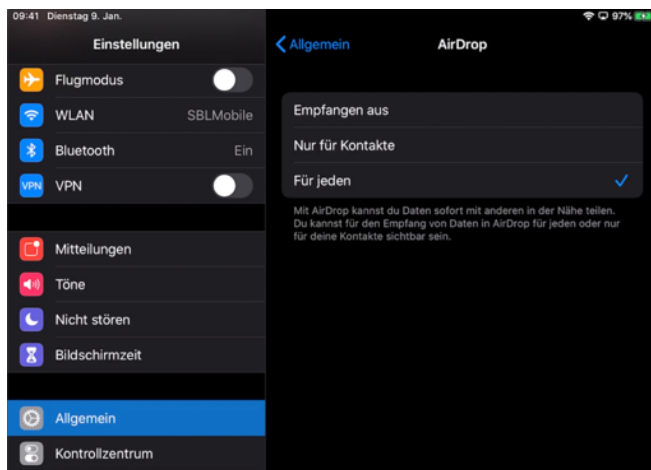 09:41 Dienstag 9. Jan.
97%
Einstellungen
Flugmodus
WLAN SBLMobile
Bluetooth Ein
VPN VPN
Mitteilungen
Töne
Nicht stören
Bildschirmzeit
Allgemein
Kontrollzentrum
Allgemein AirDrop
Empfangen aus
Nur für Kontakte
Für jeden
Mit AirDrop kannst du Daten sofort mit anderen in der Nähe teilen.
Du kannst für den Empfang von Daten in AirDrop für jeden oder nur
für deine Kontakte sichtbar sein.